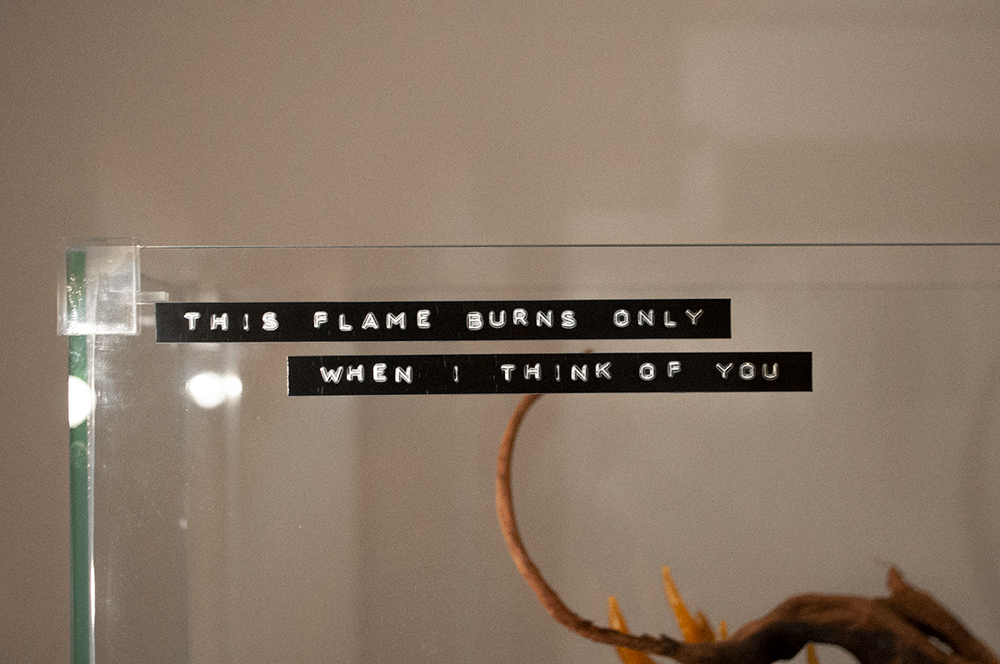 THIS FLAME BURNS ONLY
WHEN I THINK OF YOU